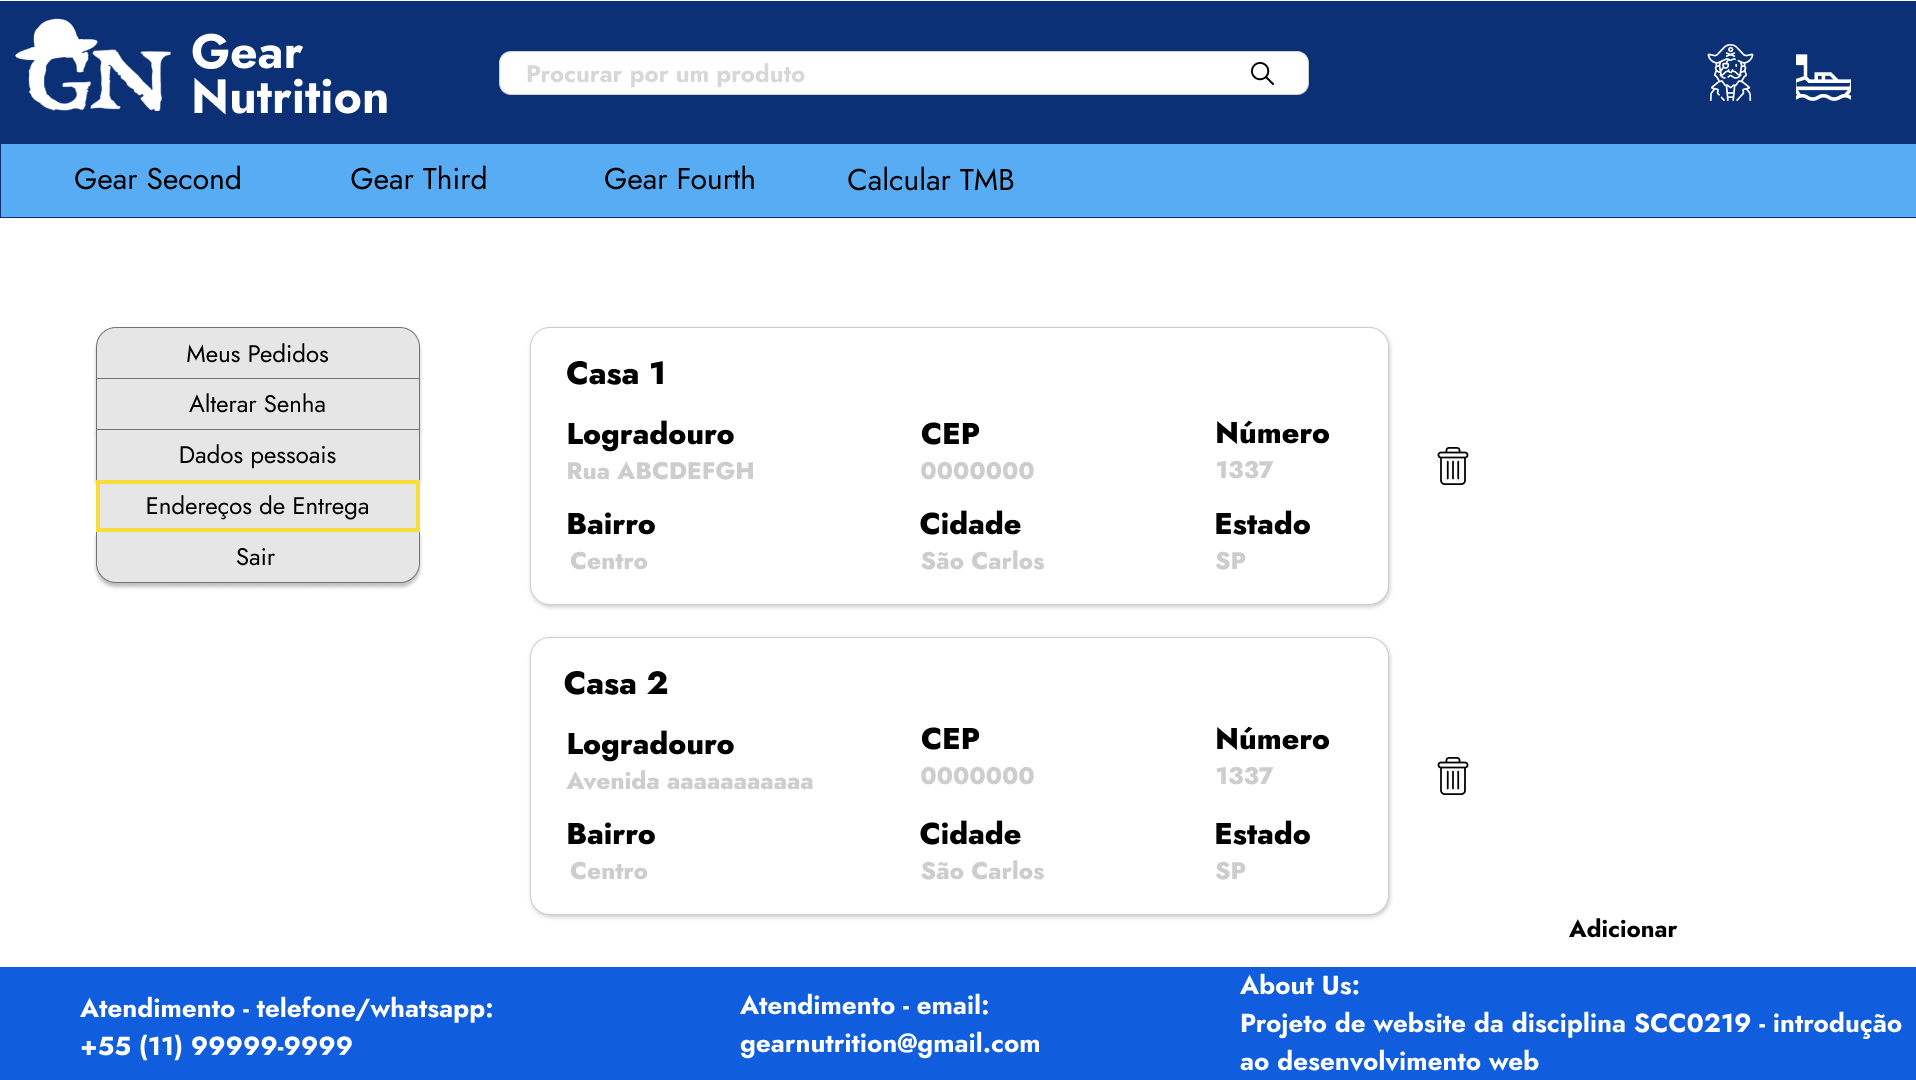 GN
Gear
Nutrition
Procurar por um produto
Gear Second
Gear Third
Gear Fourth
Calcular TMB
Meus Pedidos
Alterar Senha
Dados pessoais
Endereços de Entrega
Sair
Casa 1
Logradouro
CEP
Número
Rua ABCDEFGH
0000000
1337
Bairro
Cidade
Estado
Centro
São Carlos
SP
Casa 2
Logradouro
CEP
Número
Avenida aaaaaaaaaaa
0000000
1337
Bairro
Cidade
Estado
Centro
São Carlos
SP
Adicionar
Atendimento - telefone/whatsapp:
+55 (11) 99999-9999
Atendimento - email:
gearnutrition@gmail.com
About Us:
Projeto de website da disciplina SCC0219 - introdução
ao desenvolvimento web